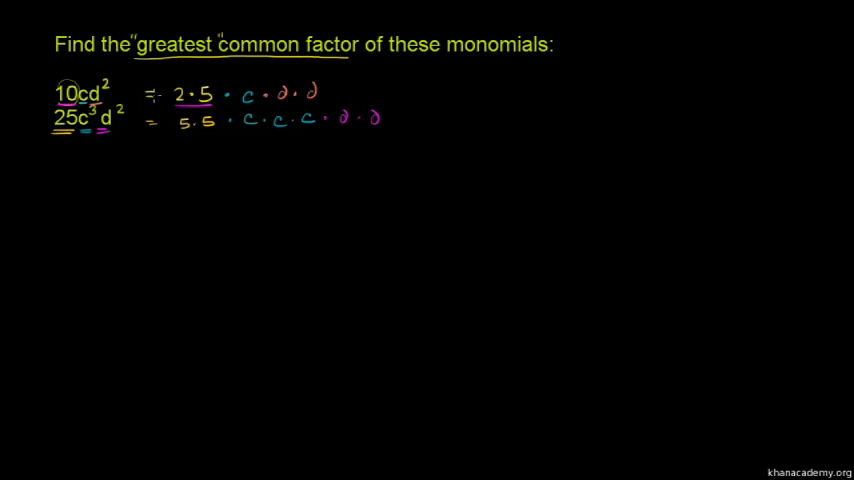 Find the "greatest "common factor of these monomials:
10cd² = 2 · 5 · c · d · d
25c³d² = 5 · 5 · c · c · c · d · d
khanacademy.org